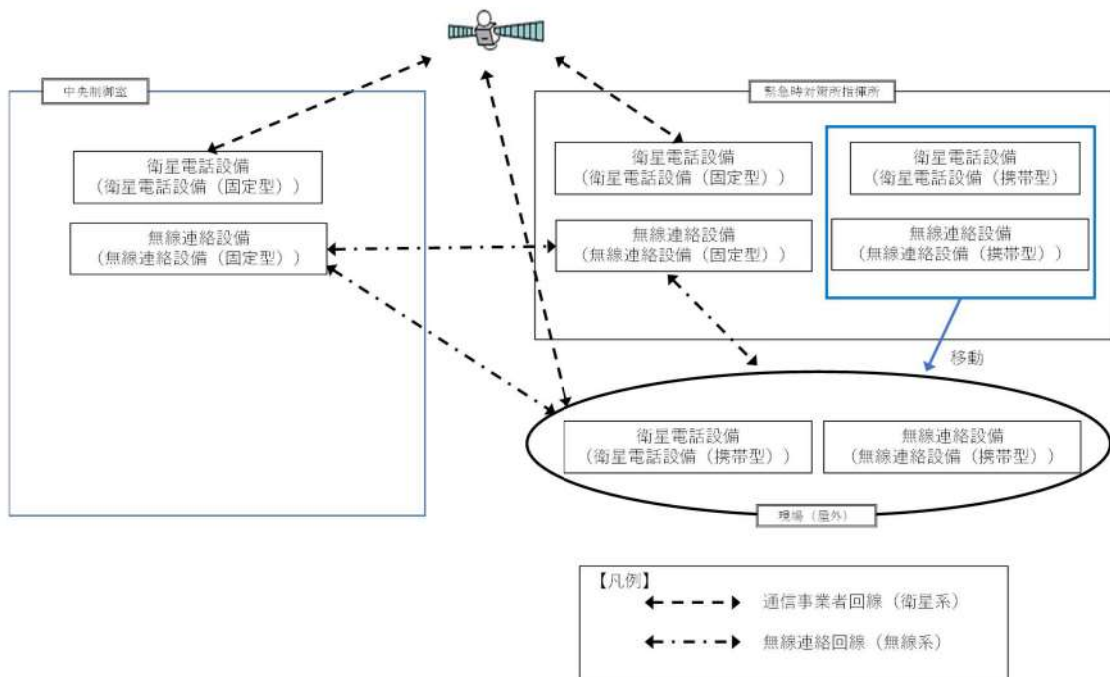 中央制御室
緊急時対策所指揮所
衛星電話設備
(衛星電話設備(固定型))
衛星電話設備
(衛星電話設備(固定型))
衛星電話設備
(衛星電話設備(携帯型)
無線連絡設備
(無線連絡設備(固定型))
無線連絡設備
(無線連絡設備(固定型))
無線連絡設備
(無線連絡設備(携帯型))
移動
衛星電話設備
(衛星電話設備(携帯型))
無線連絡設備
(無線連絡設備(携帯型))
現場(屋外)
【凡例】
通信事業者回線(衛星系)
無線連絡回線(無線系)